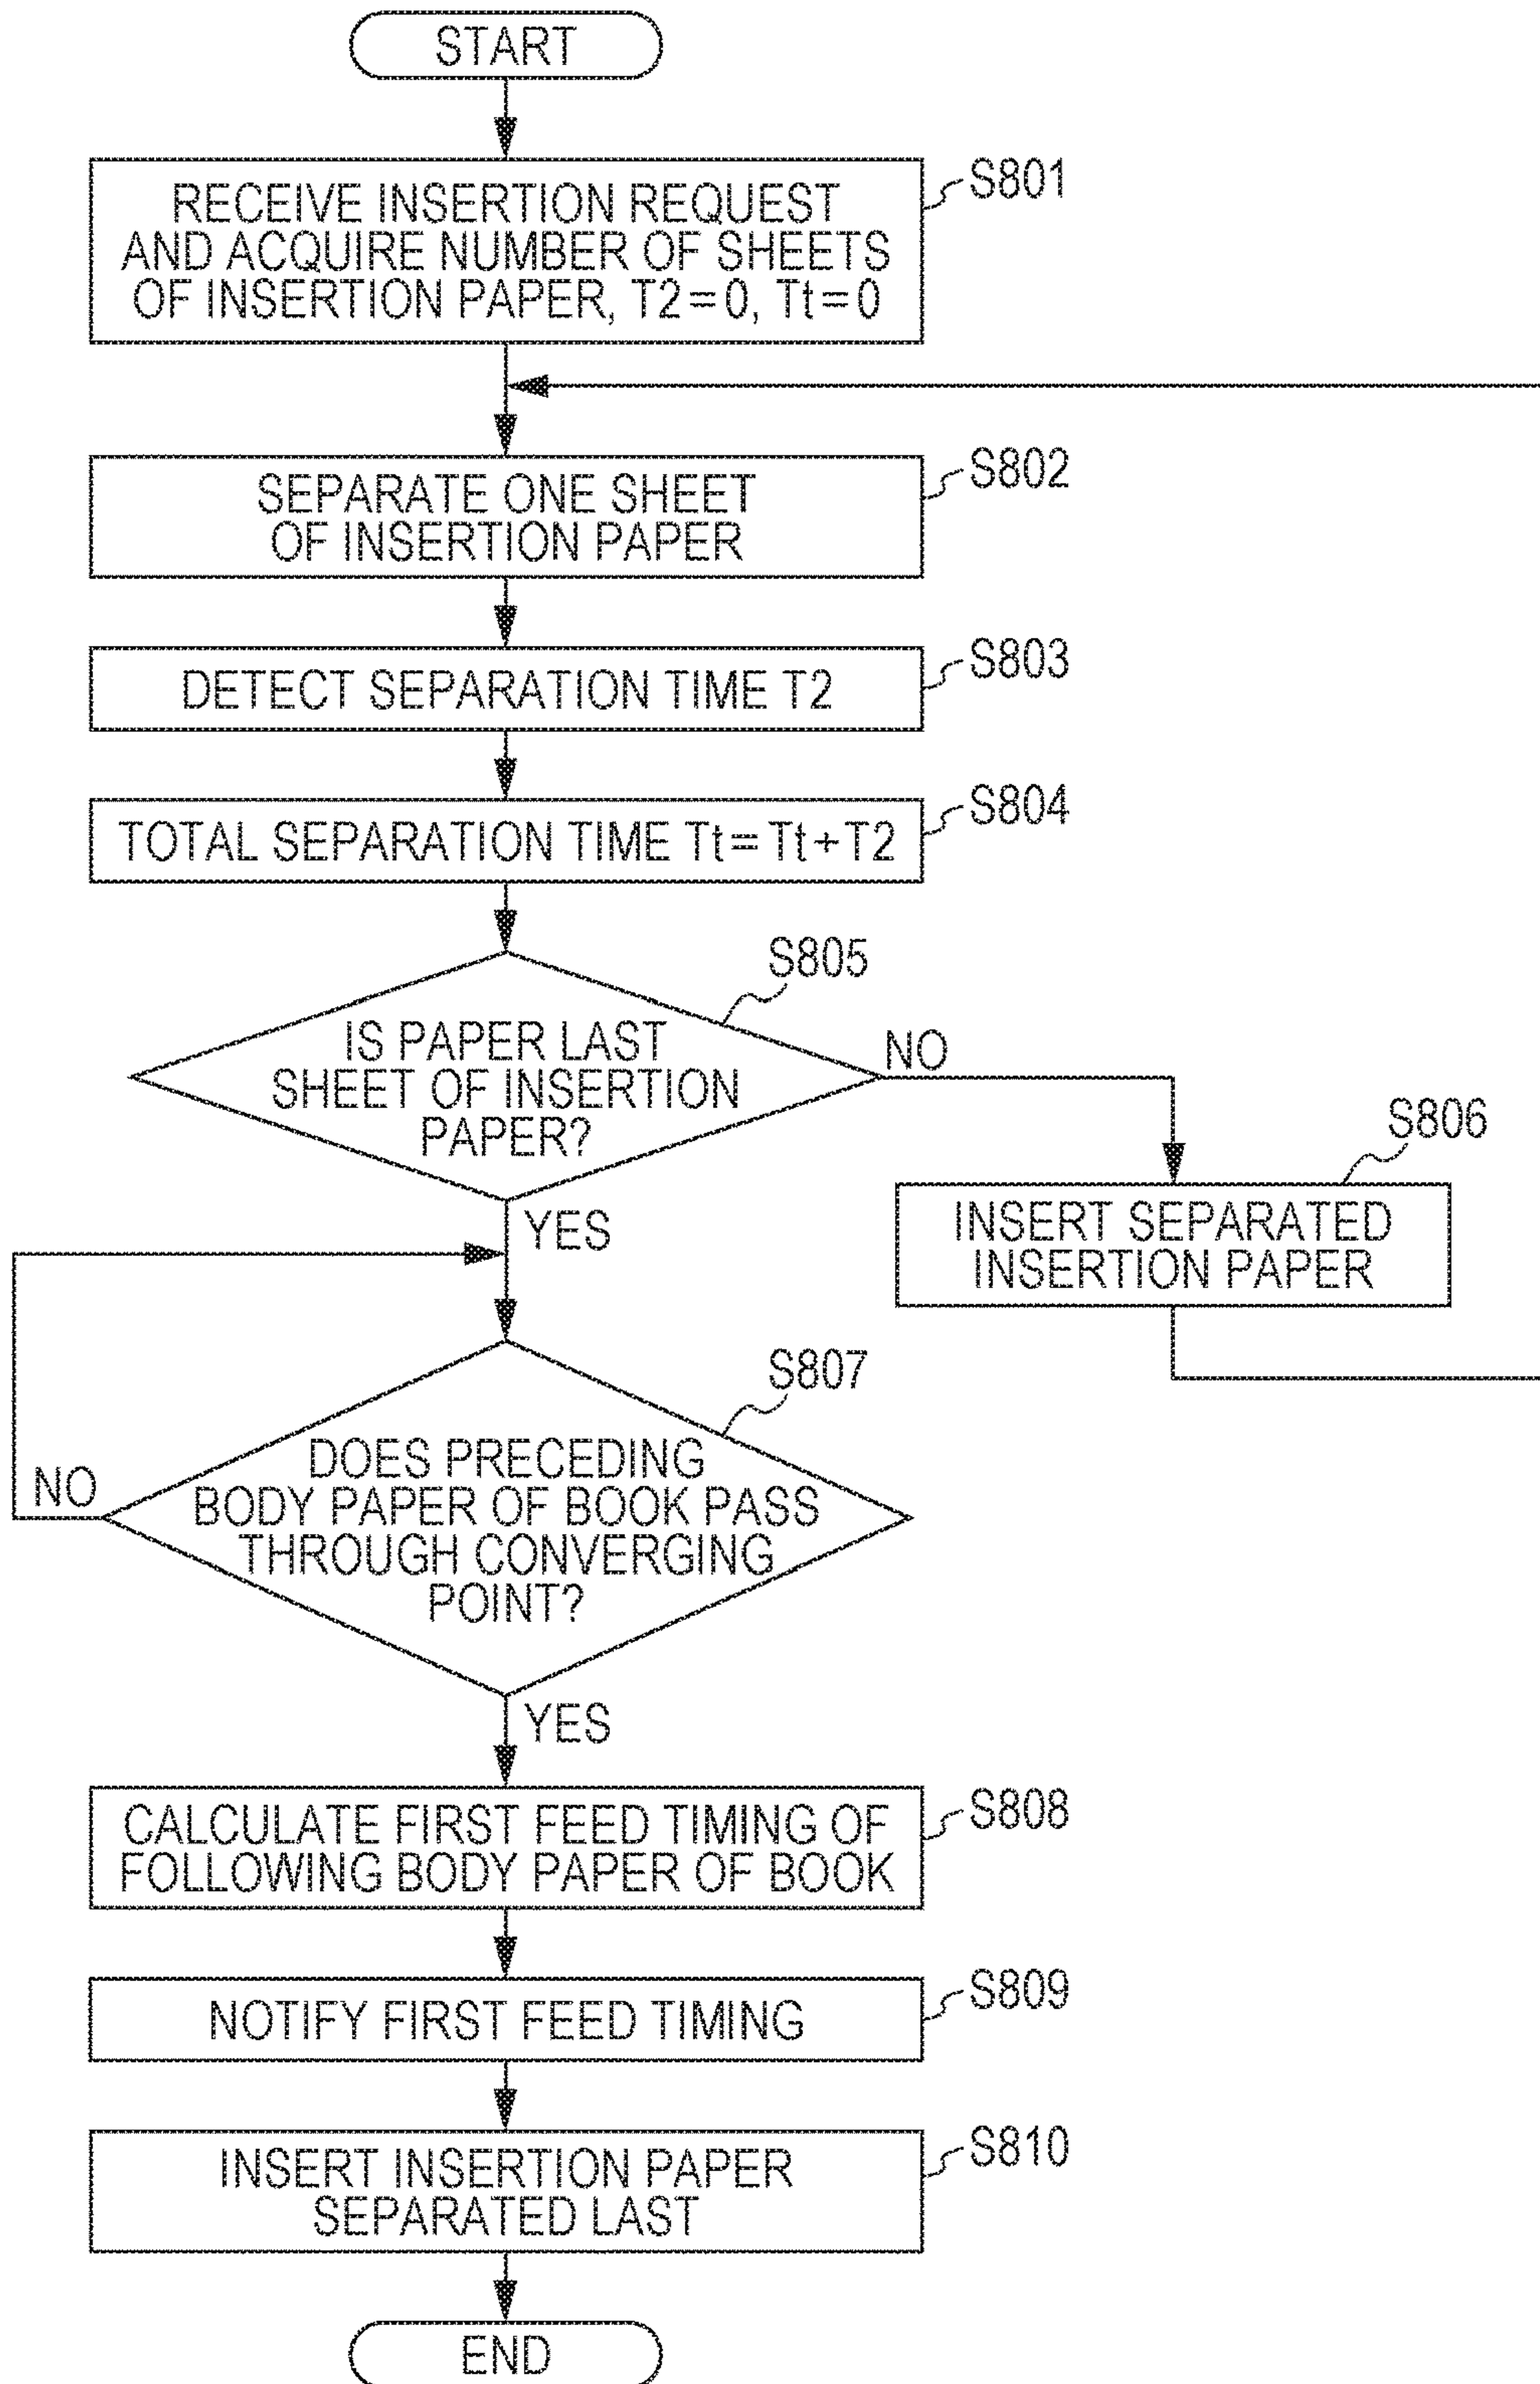 START
RECEIVE INSERTION REQUEST
AND ACQUIRE NUMBER OF SHEETS
OF INSERTION PAPER, T2=0, Tt=0
S801
SEPARATE ONE SHEET
OF INSERTION PAPER
S802
DETECT SEPARATION TIME T2
S803
TOTAL SEPARATION TIME Tt=Tt+T2
S804
IS PAPER LAST
SHEET OF INSERTION
PAPER?
S805
NO
YES
INSERT SEPARATED
INSERTION PAPER
S806
DOES PRECEDING
BODY PAPER OF BOOK PASS
THROUGH CONVERGING
POINT?
S807
NO
YES
CALCULATE FIRST FEED TIMING OF
FOLLOWING BODY PAPER OF BOOK
S808
NOTIFY FIRST FEED TIMING
S809
INSERT INSERTION PAPER
SEPARATED LAST
S810
END